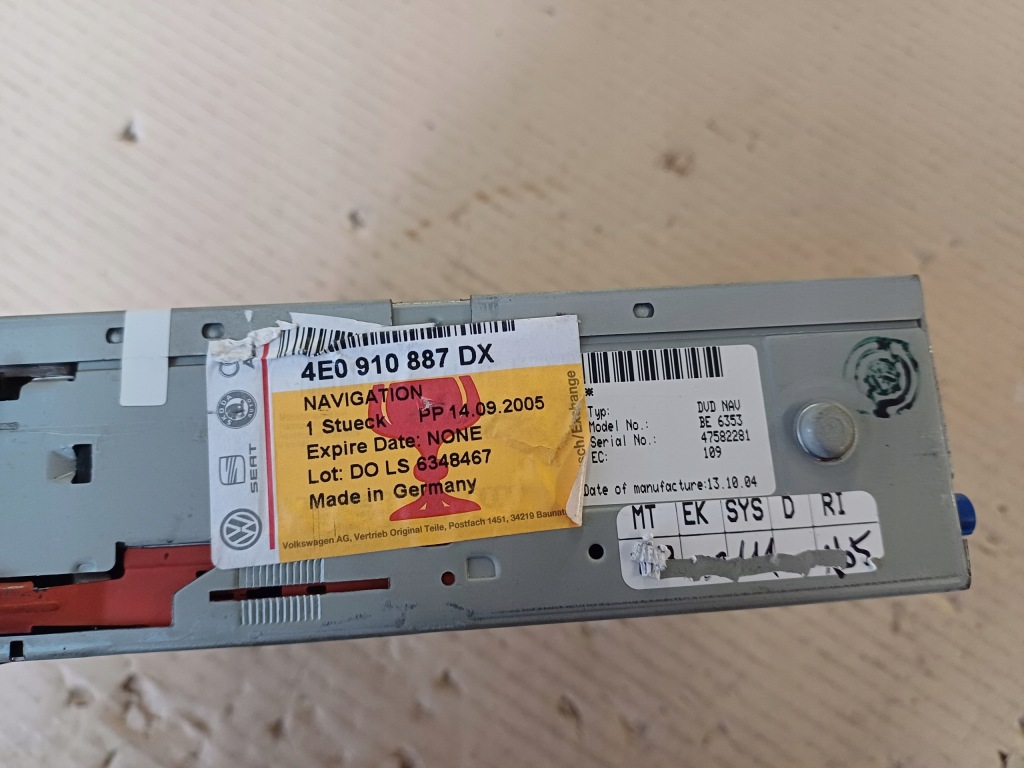 4E0 910 887 DX
NAVIGATION
1 Stueck PP 14.09.2005
Expire Date: NONE
Lot: DO LS 6348467
Made in Germany
Volkswagen AG, Vertrieb Original Teile, Postfach 1451, 34219 Baunat
SEAT
sch/Exchange
*
Typ: DVD NAV
Model No.: BE 6353
Serial No.: 47582281
EC: 109
Date of manufacture:13.10.04
MT EK SYS D RI